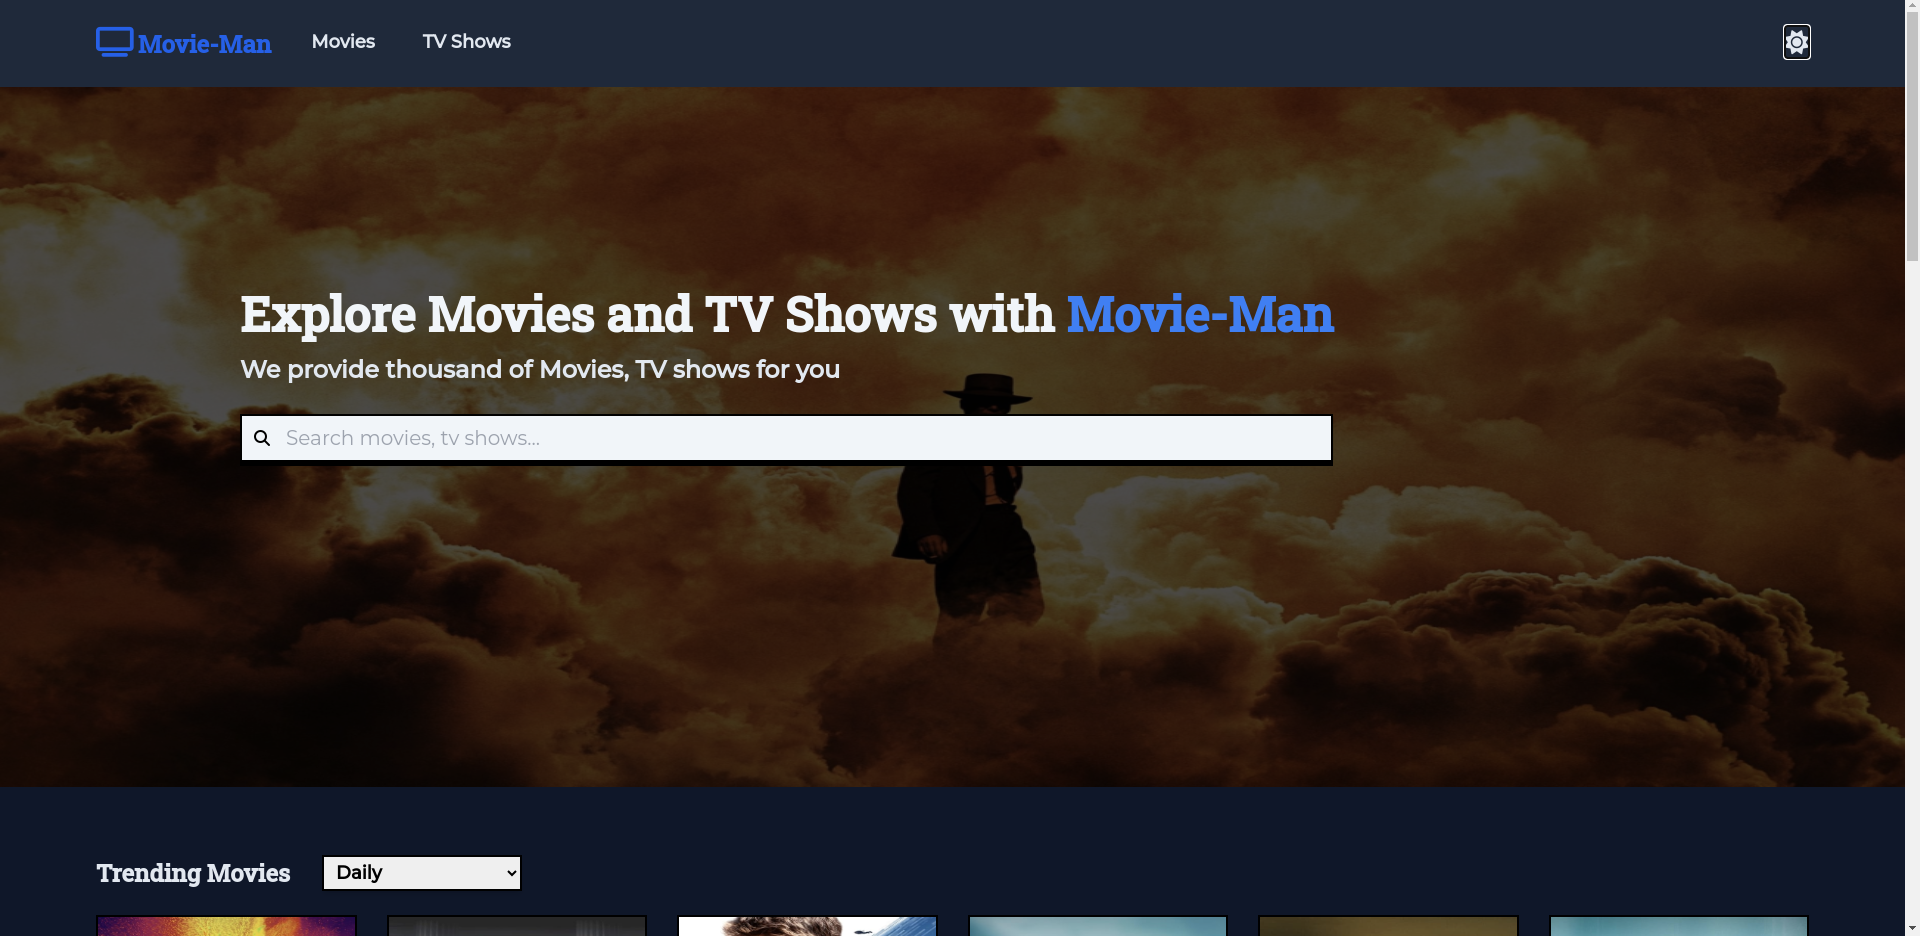 Movie-Man
Movies
TV Shows
Explore Movies and TV Shows with Movie-Man
We provide thousand of Movies, TV shows for you
Search movies, tv shows...
Trending Movies
Daily